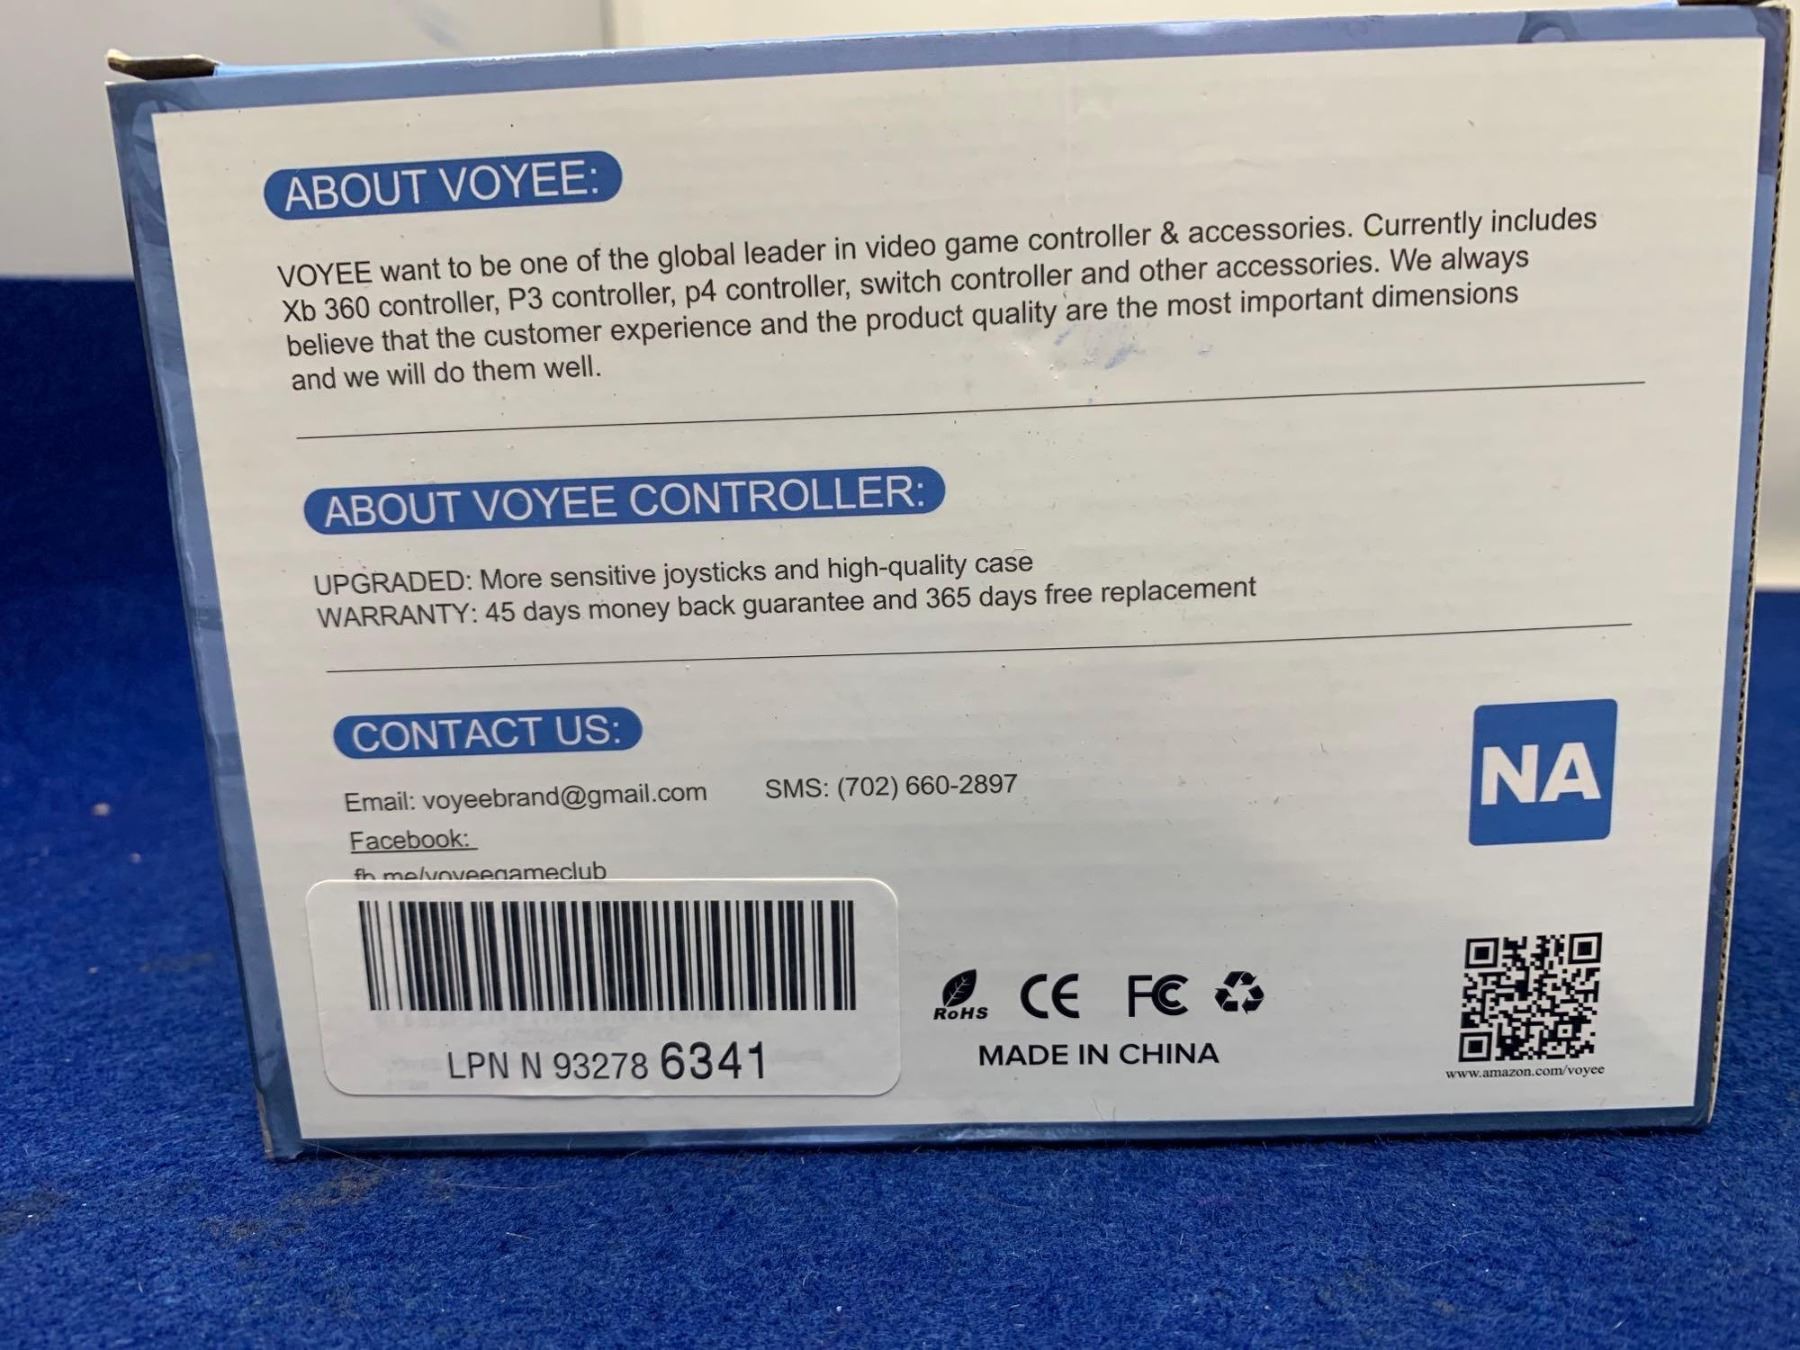 ABOUT VOYEE:
VOYEE want to be one of the global leader in video game controller & accessories. Currently includes
Xb 360 controller, P3 controller, p4 controller, switch controller and other accessories. We always
believe that the customer experience and the product quality are the most important dimensions
and we will do them well.
ABOUT VOYEE CONTROLLER:
UPGRADED: More sensitive joysticks and high-quality case
WARRANTY: 45 days money back guarantee and 365 days free replacement
CONTACT US:
Email: voyeebrand@gmail.com SMS: (702) 660-2897
Facebook:
fb.me/voyeegameclub
NA
LPN N 93278 6341
RoHS CE FC
MADE IN CHINA
www.amazon.com/voyee